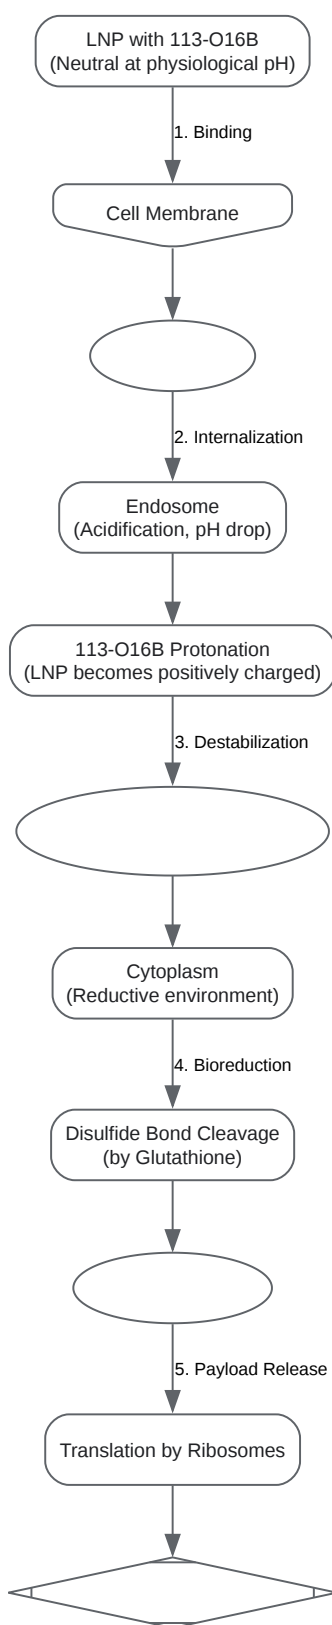 LNP with 113-O16B
(Neutral at physiological pH)
1. Binding
Cell Membrane
2. Internalization
Endosome
(Acidification, pH drop)
113-O16B Protonation
(LNP becomes positively charged)
3. Destabilization
Cytoplasm
(Reductive environment)
4. Bioreduction
Disulfide Bond Cleavage
(by Glutathione)
5. Payload Release
Translation by Ribosomes